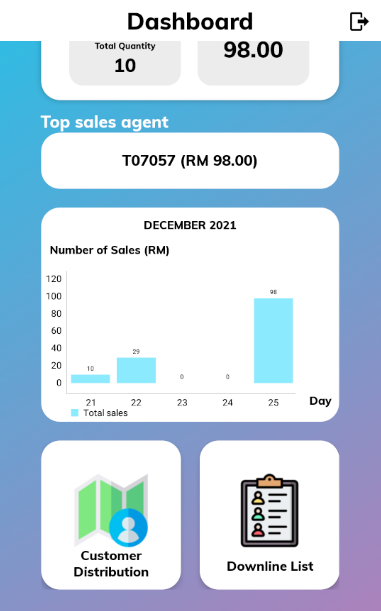 Dashboard
Total Quantity
10
98.00
Top sales agent
T07057 (RM 98.00)
DECEMBER 2021
Number of Sales (RM)
120
100
80
60
40
20
0
10
29
0
0
98
21 22 23 24 25
Day
Total sales
Customer
Distribution
Downline List